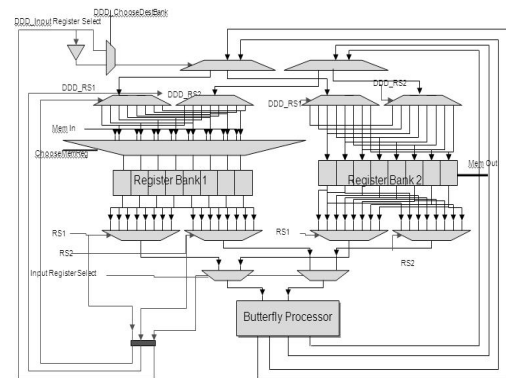 DDD_ChooseDestBank
DDD_Input Register Select
DDD_RS1
DDD_RS2
DDD_RS1
DDD_RS2
Mem In
ChooseMemReg
Mem Out
Register Bank 1
Register Bank 2
RS1
RS2
RS1
RS2
Input Register Select
Butterfly Processor